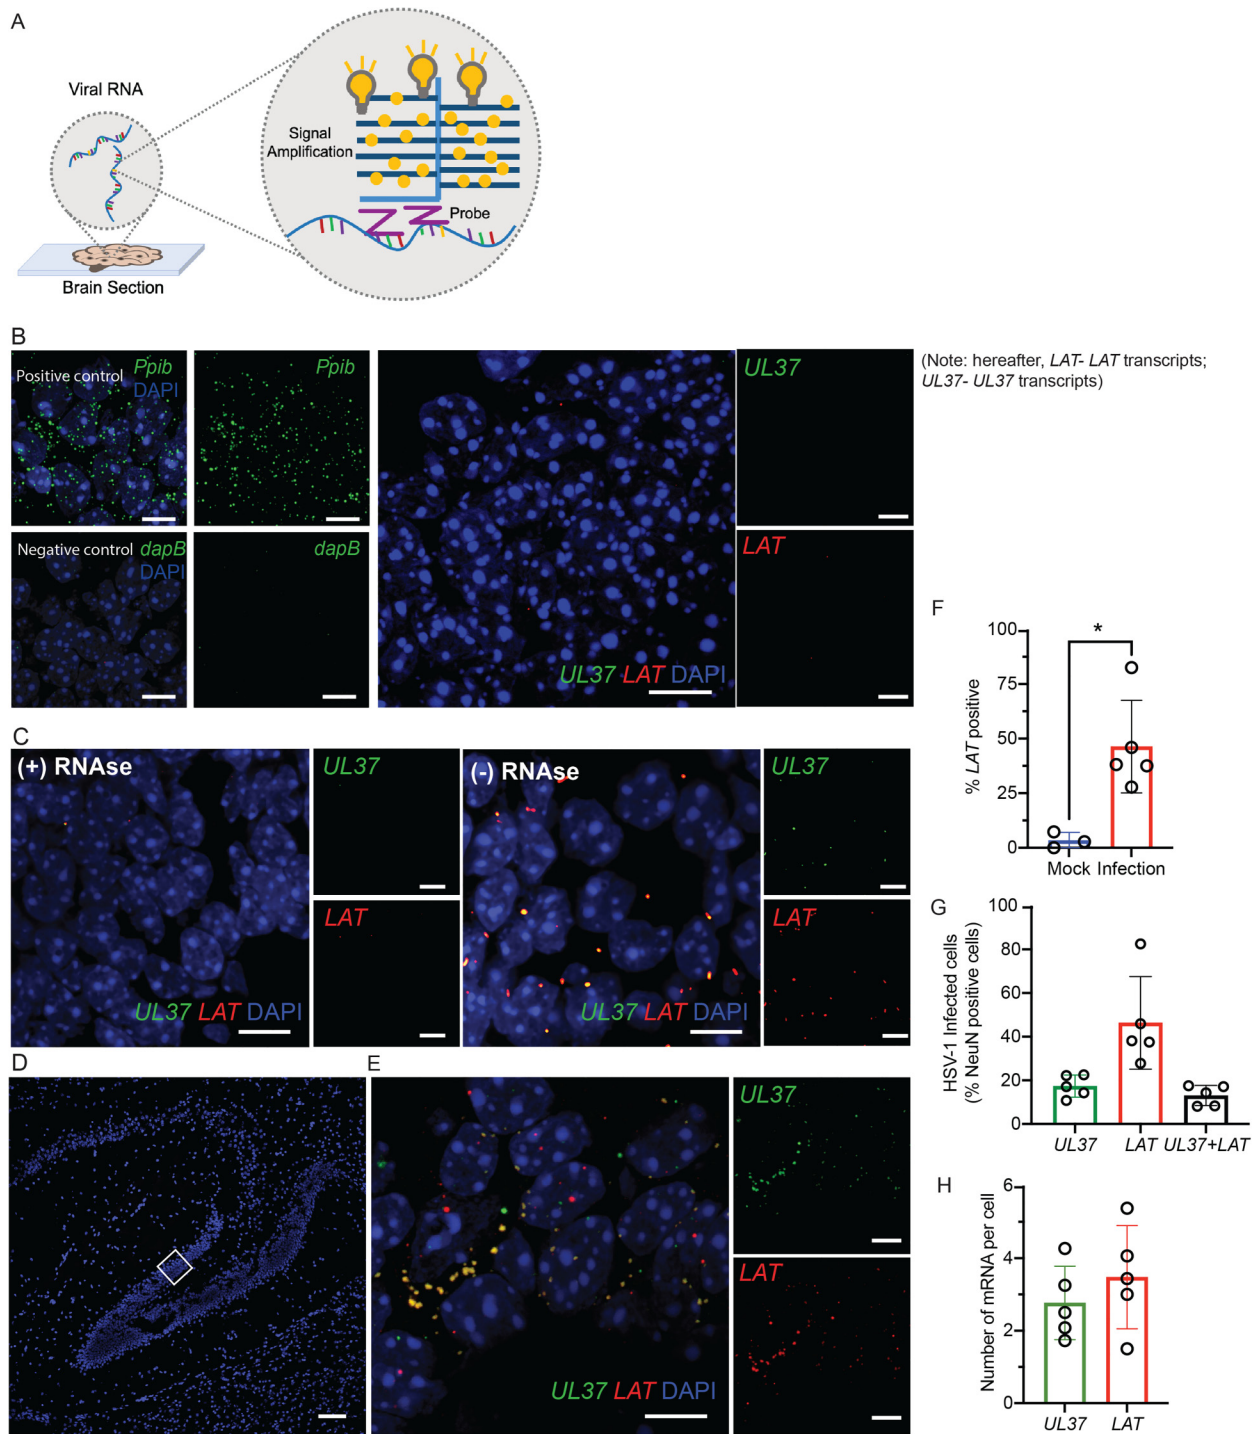 A
Viral RNA
Brain Section
Signal
Amplification
Probe
B
Positive control
Ppib
DAPI
Ppib
Negative control
dapB
DAPI
dapB
UL37 LAT DAPI
UL37
LAT
(Note: hereafter, LAT- LAT transcripts;
UL37- UL37 transcripts)
C
(+) RNAse
UL37 LAT DAPI
UL37
LAT
(-) RNAse
UL37 LAT DAPI
UL37
LAT
D
E
UL37 LAT DAPI
UL37
LAT
F
% LAT positive
100
75
50
25
0
*
Mock Infection
G
HSV-1 Infected cells
(% NeuN positive cells)
100
80
60
40
20
0
UL37 LAT UL37+LAT
H
Number of mRNA per cell
6
4
2
0
UL37 LAT